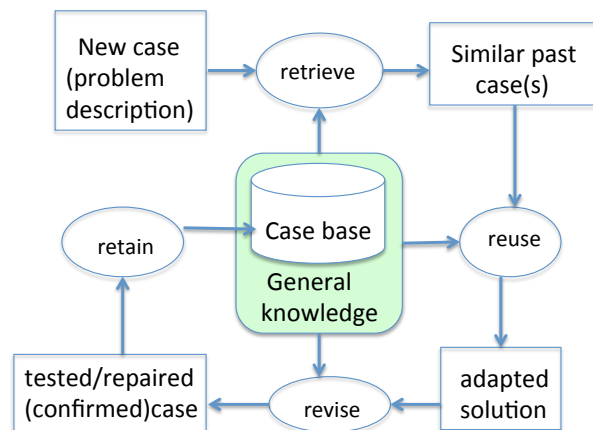 New case
(problem
description)
retrieve
Similar past
case(s)
retain
Case base
reuse
General
knowledge
tested/repaired
(confirmed)case
revise
adapted
solution